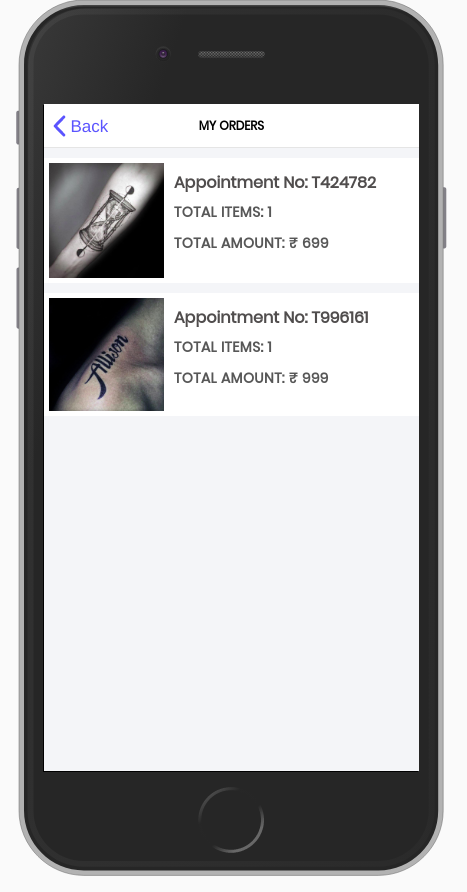 Back
MY ORDERS
Appointment No: T424782
TOTAL ITEMS: 1
TOTAL AMOUNT: ₹ 699
Allison
Appointment No: T996161
TOTAL ITEMS: 1
TOTAL AMOUNT: ₹ 999